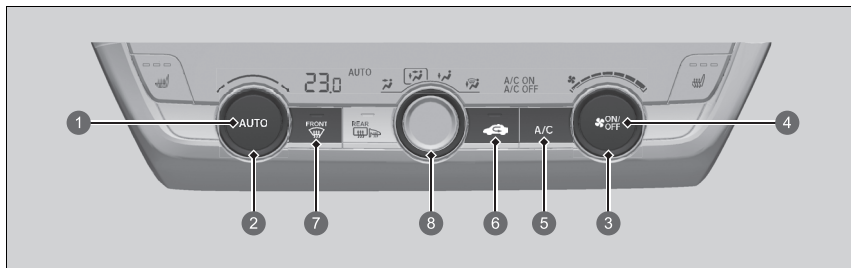 23.0 AUTO
A/C ON
A/C OFF
1 AUTO
FRONT
REAR
A/C
ON/
OFF 4
2 7 8 6 5 3